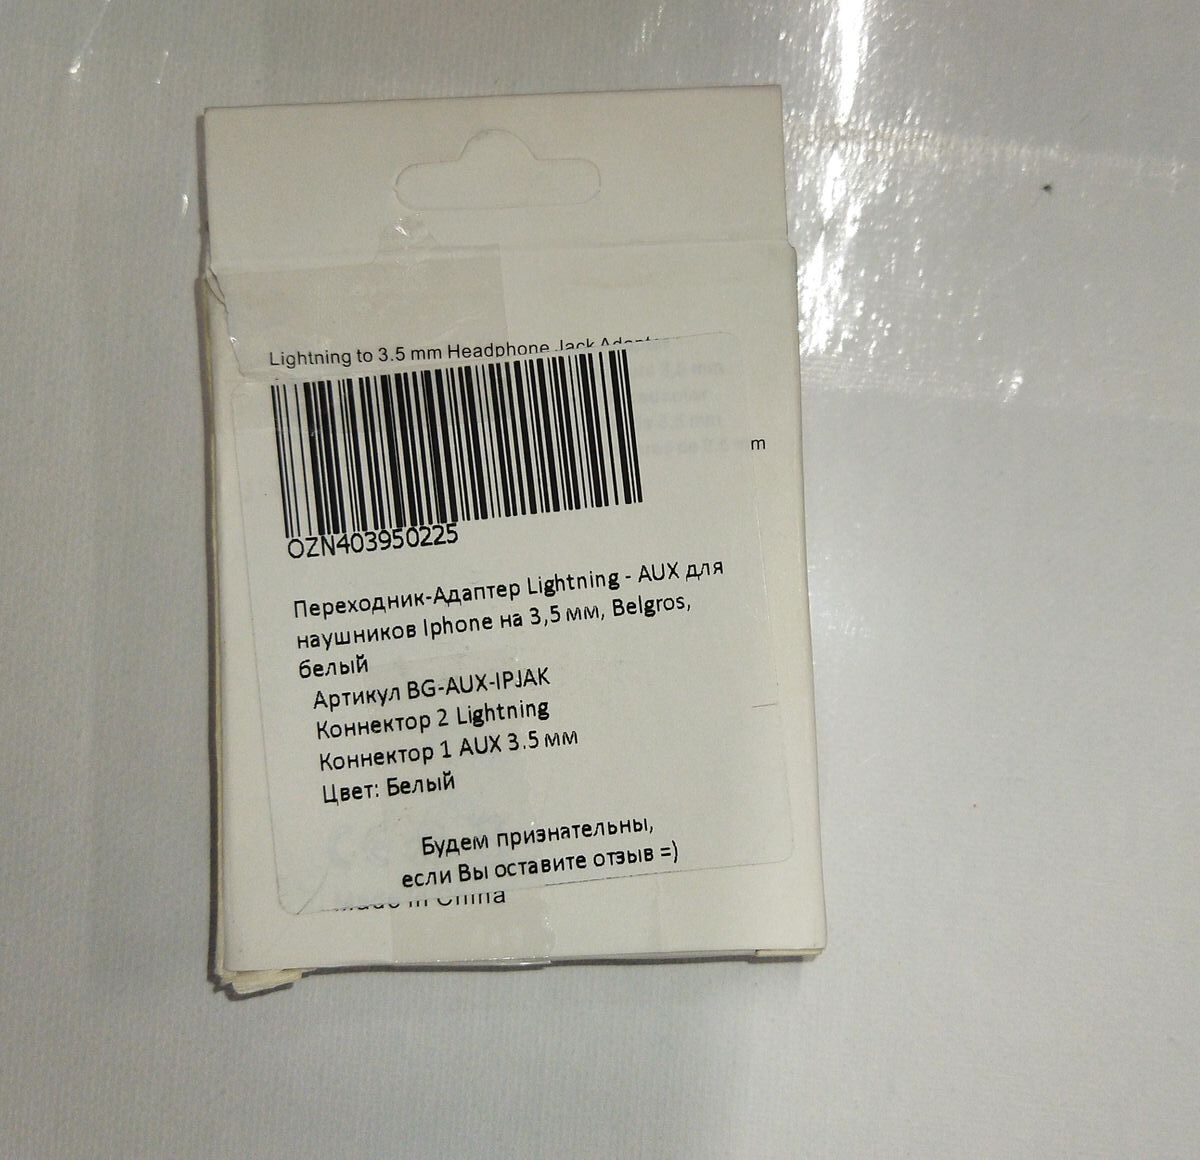 Lightning to 3.5 mm Headphone Jack Adapter
m
OZN403950225
Переходник-Адаптер Lightning - AUX для
наушников Iphone на 3,5 мм, Belgros,
белый
Артикул BG-AUX-IPJAK
Коннектор 2 Lightning
Коннектор 1 AUX 3.5 мм
Цвет: Белый
Будем признательны,
если Вы оставите отзыв =)
Made in China